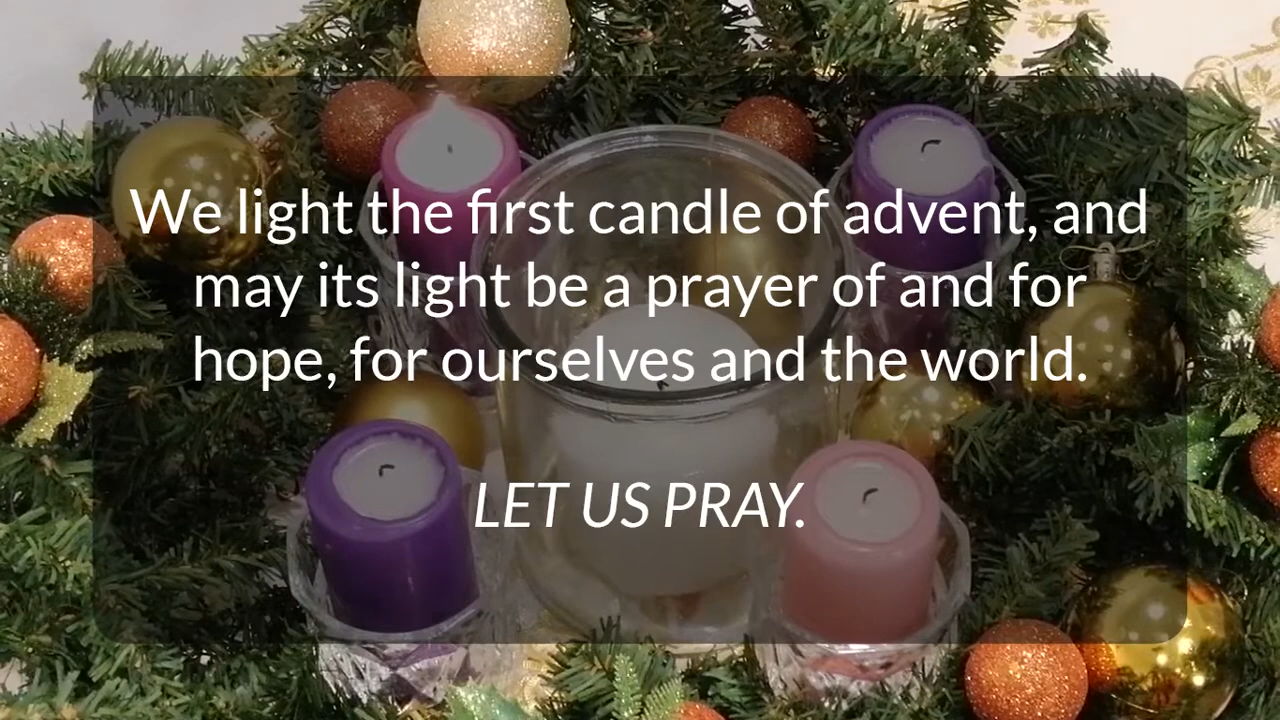 We light the first candle of advent, and
may its light be a prayer of and for
hope, for ourselves and the world.
LET US PRAY.